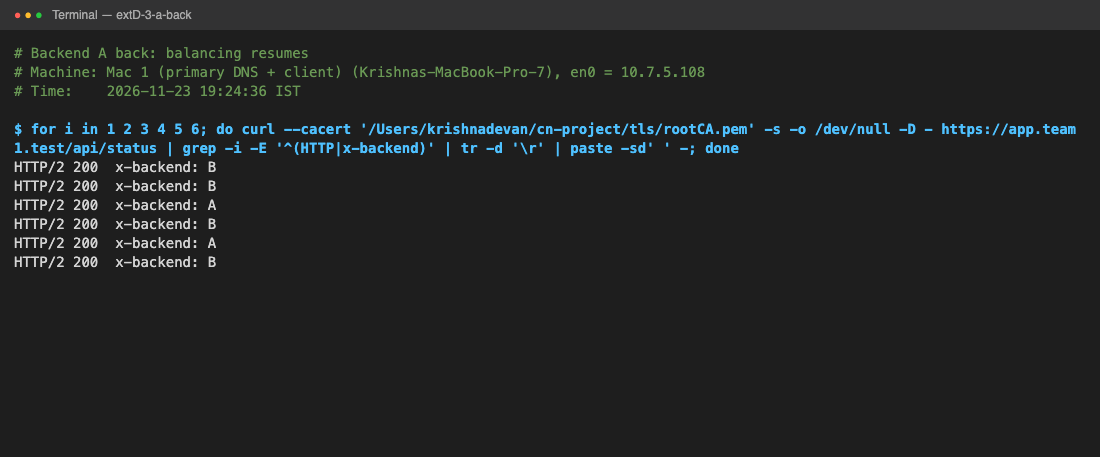 Terminal — extD-3-a-back
# Backend A back: balancing resumes
# Machine: Mac 1 (primary DNS + client) (Krishnas-MacBook-Pro-7), en0 = 10.7.5.108
# Time:    2026-11-23 19:24:36 IST
$ for i in 1 2 3 4 5 6; do curl --cacert '/Users/krishnadevan/cn-project/tls/rootCA.pem' -s -o /dev/null -D - https://app.team
1.test/api/status | grep -i -E '^(HTTP|x-backend)' | tr -d '\r' | paste -sd' ' -; done
HTTP/2 200  x-backend: B
HTTP/2 200  x-backend: B
HTTP/2 200  x-backend: A
HTTP/2 200  x-backend: B
HTTP/2 200  x-backend: A
HTTP/2 200  x-backend: B